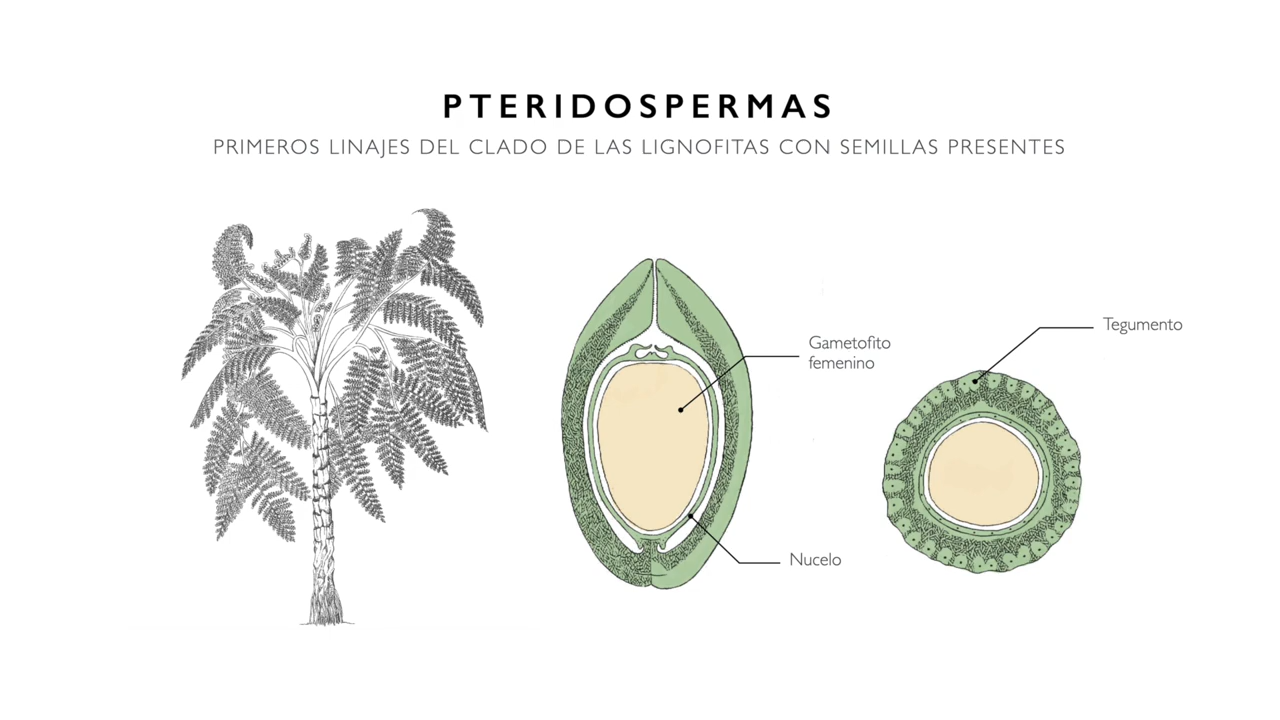 PTERIDOSPERMAS
PRIMEROS LINAJES DEL CLADO DE LAS LIGNOFITAS CON SEMILLAS PRESENTES
Tegumento
Gametofito
femenino
Nucelo